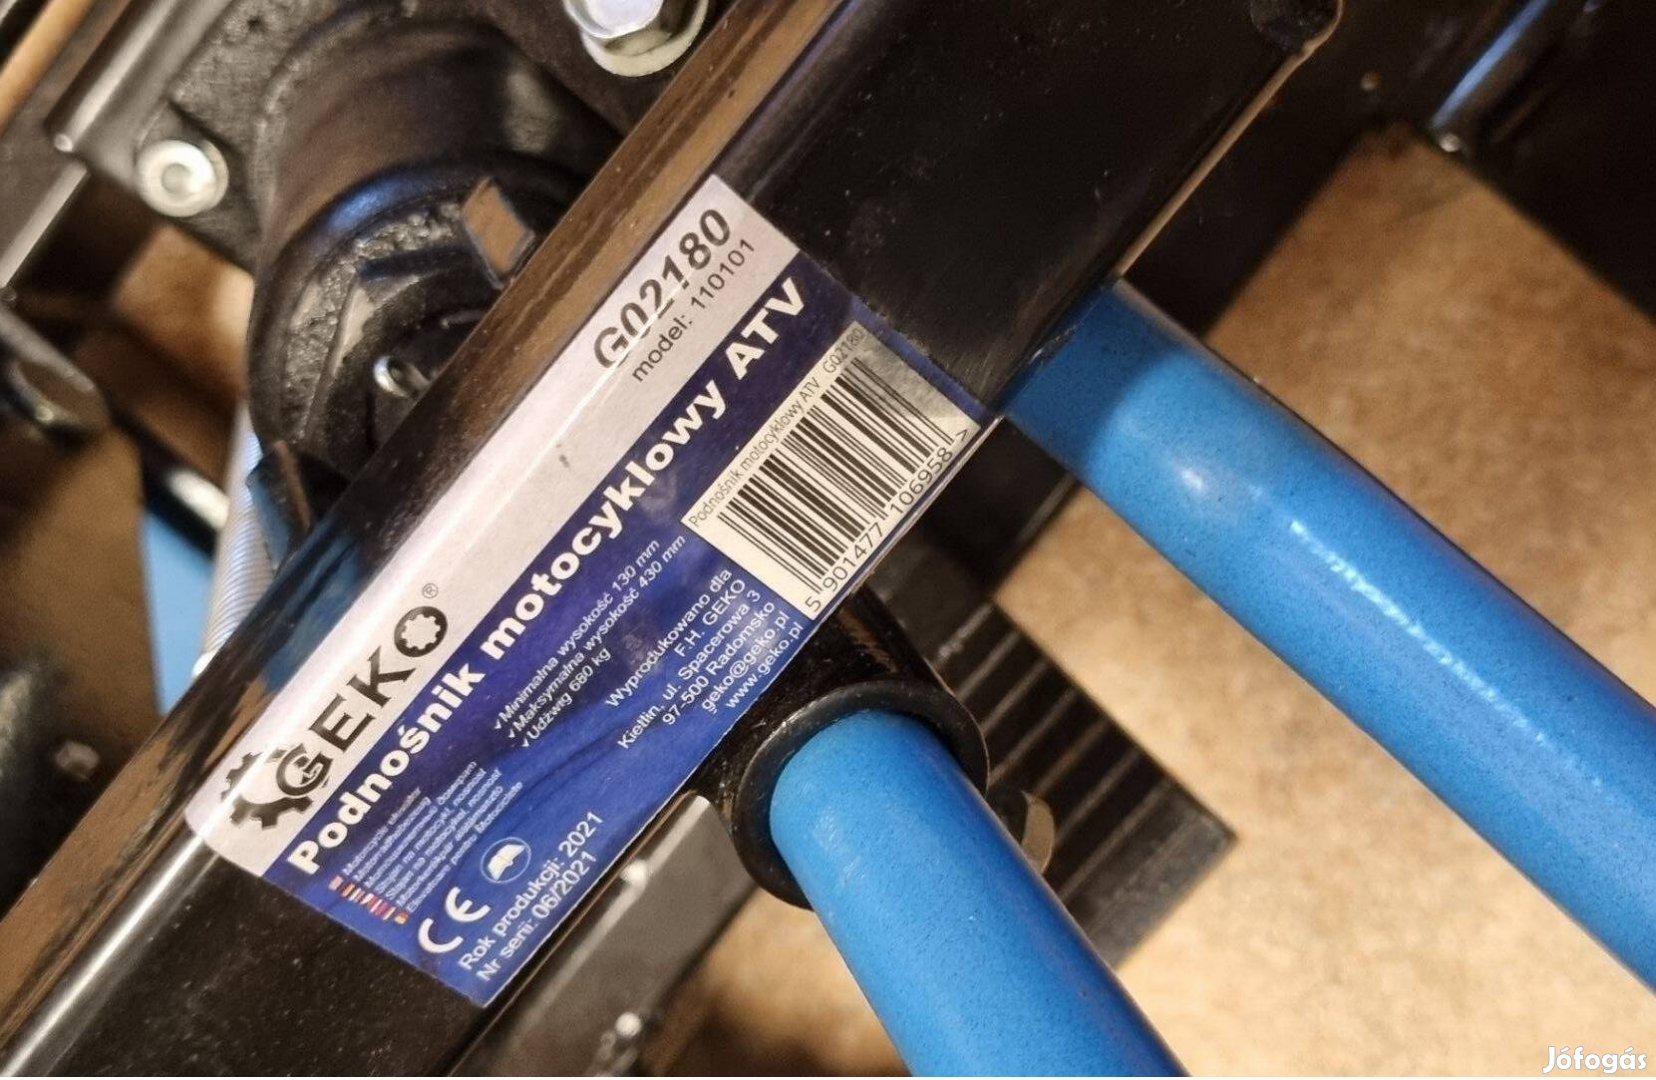 GEKO®
G02180
model: 110101
Podnośnik motocyklowy ATV
✓Minimalna wysokość 130 mm
✓Maksymalna wysokość 430 mm
✓Udźwig 680 kg
Wyprodukowano dla
F.H. GEKO
Kietlin, ul. Spacerowa 3
97-500 Radomsko
geko@geko.pl
www.geko.pl
Podnośnik motocyklowy ATV G02180
5 901477 106958 >
CE
Rok produkcji: 2021
Nr serii: 06/2021
Jófogás